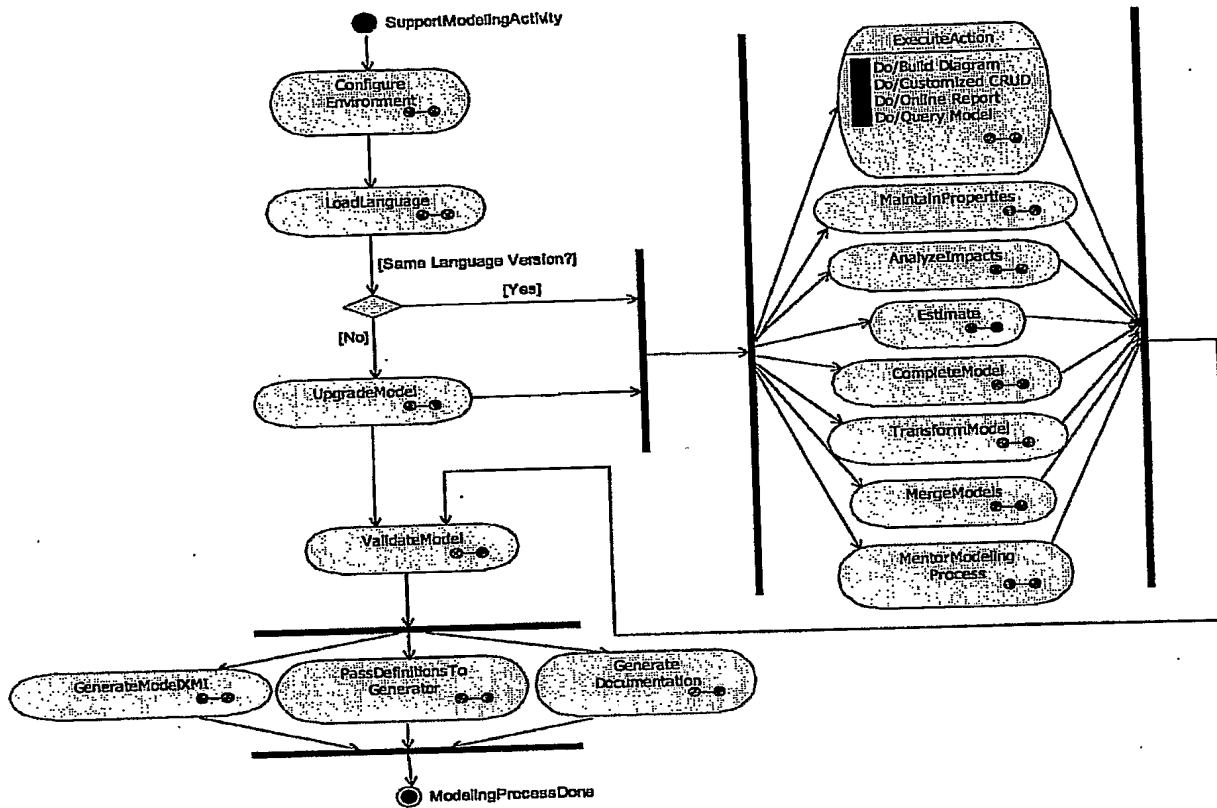 SupportModelingActivity
Configure
Environment
LoadLanguage
[Same Language Version?]
[Yes]
[No]
UpgradeModel
ExecuteAction
Do/Build Diagram
Do/Customized CRUD
Do/Online Report
Do/Query Model
MaintainProperties
AnalyzeImpacts
Estimate
CompleteModel
TransformModel
MergeModels
MentorModeling
Process
ValidateModel
GenerateModelXMI
PassDefinitionsTo
Generator
Generate
Documentation
ModelingProcessDone